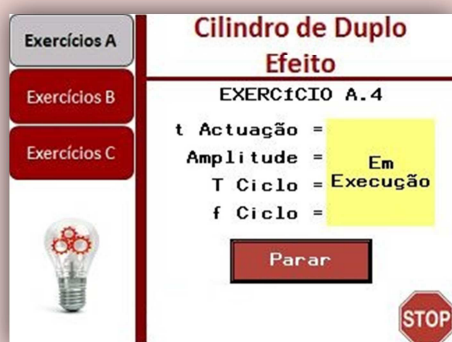 Exercícios A
Exercícios B
Exercícios C
Cilindro de Duplo
Efeito
EXERCíCIO A.4
t Actuação =
Amplitude =
T Ciclo =
f Ciclo =
Em
Execução
Parar
STOP